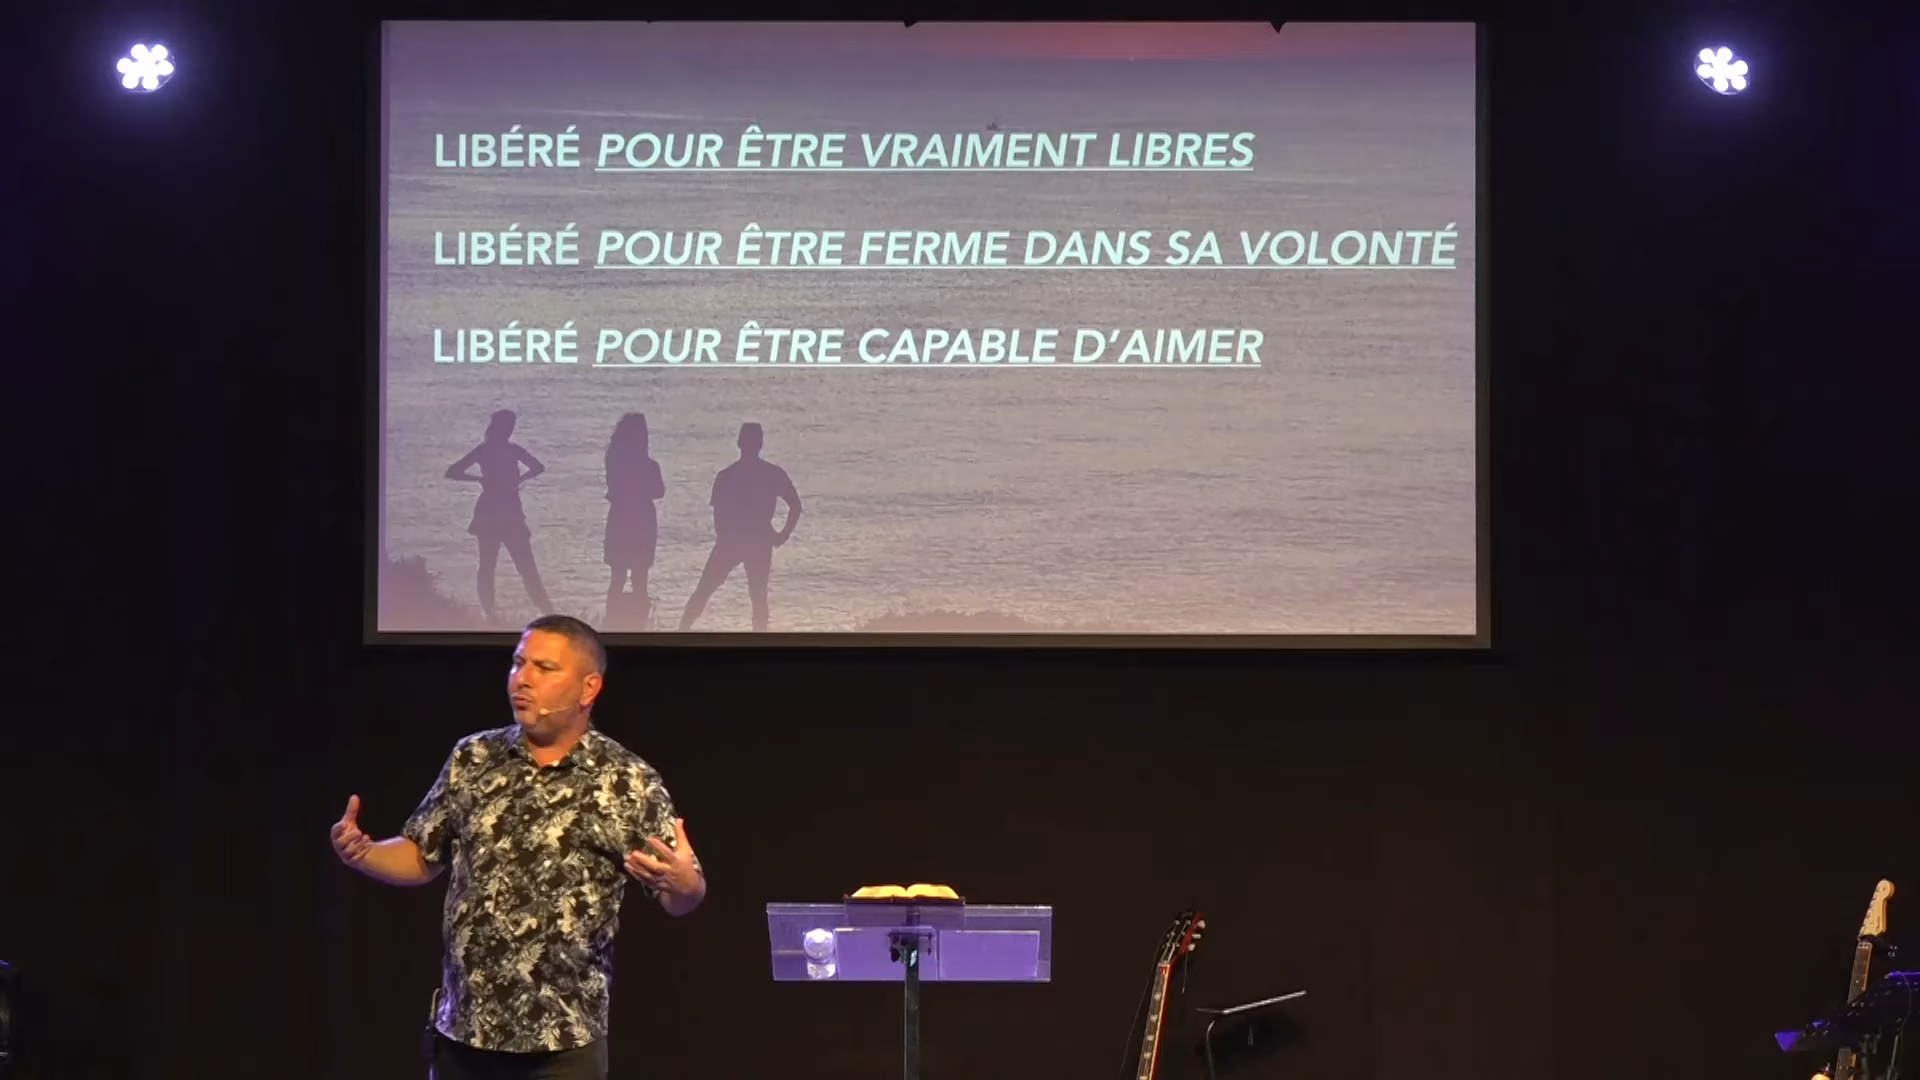 LIBÉRÉ POUR ÊTRE VRAIMENT LIBRES
LIBÉRÉ POUR ÊTRE FERME DANS SA VOLONTÉ
LIBÉRÉ POUR ÊTRE CAPABLE D’AIMER